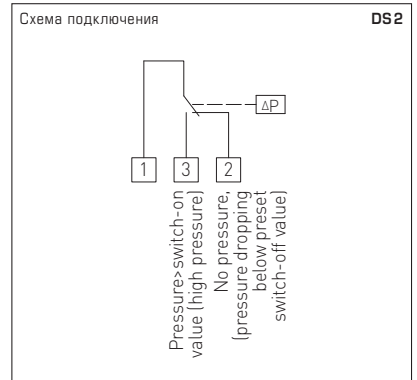 Схема подключения DS2
ΔP
1 3 2
Pressure>switch-on
value (high pressure)
No pressure,
(pressure dropping
below preset
switch-off value)